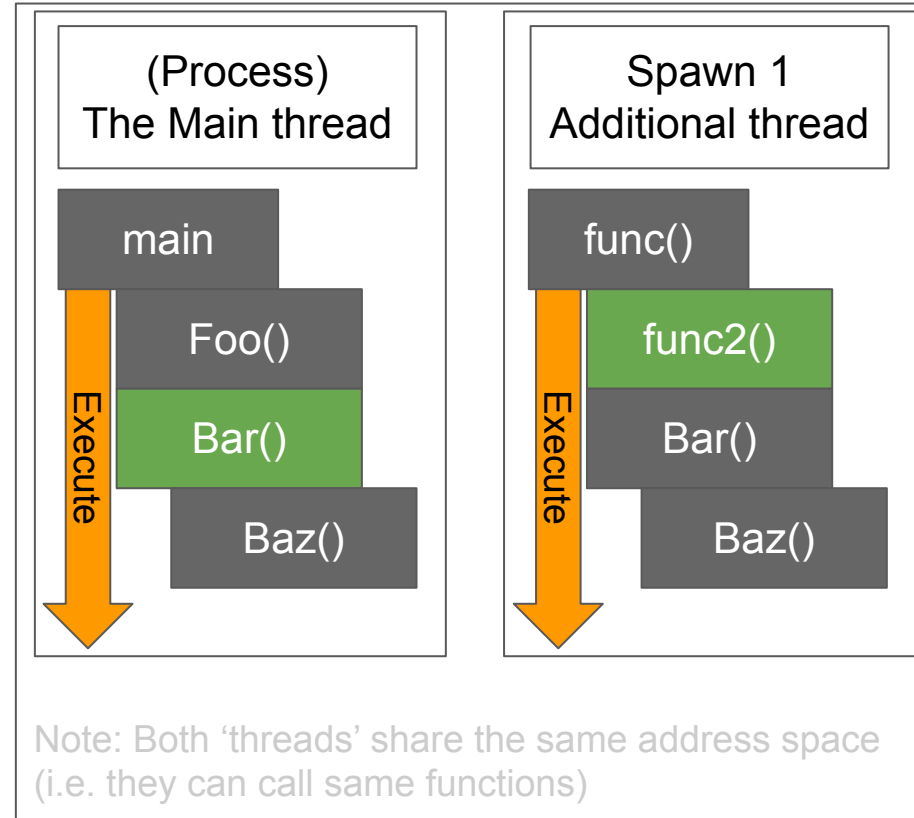 (Process)
The Main thread
main
Foo()
Bar()
Baz()
Execute
Spawn 1
Additional thread
func()
func2()
Bar()
Baz()
Execute
Note: Both ‘threads’ share the same address space
(i.e. they can call same functions)